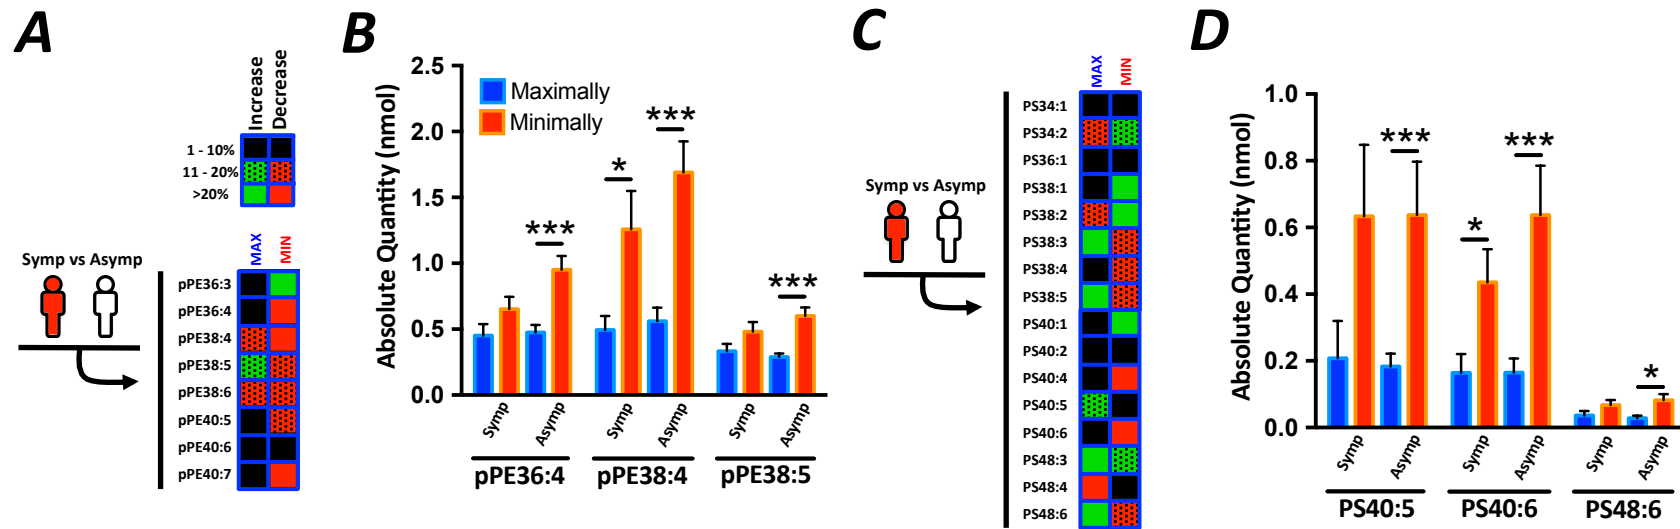 A
Increase
Decrease
1 - 10%
11 - 20%
>20%
MAX
MIN
Symp vs Asymp
pPE36:3
pPE36:4
pPE38:4
pPE38:5
pPE38:6
pPE40:5
pPE40:6
pPE40:7
B
Absolute Quantity (nmol)
2.5
2.0
1.5
1.0
0.5
0.0
Maximally
Minimally
***
*
***
***
Symp
Asymp
Symp
Asymp
Symp
Asymp
pPE36:4
pPE38:4
pPE38:5
C
MAX
MIN
Symp vs Asymp
PS34:1
PS34:2
PS36:1
PS38:1
PS38:2
PS38:3
PS38:4
PS38:5
PS40:1
PS40:2
PS40:4
PS40:5
PS40:6
PS48:3
PS48:4
PS48:6
D
Absolute Quantity (nmol)
1.0
0.8
0.6
0.4
0.2
0.0
***
*
***
*
Symp
Asymp
Symp
Asymp
Symp
Asymp
PS40:5
PS40:6
PS48:6